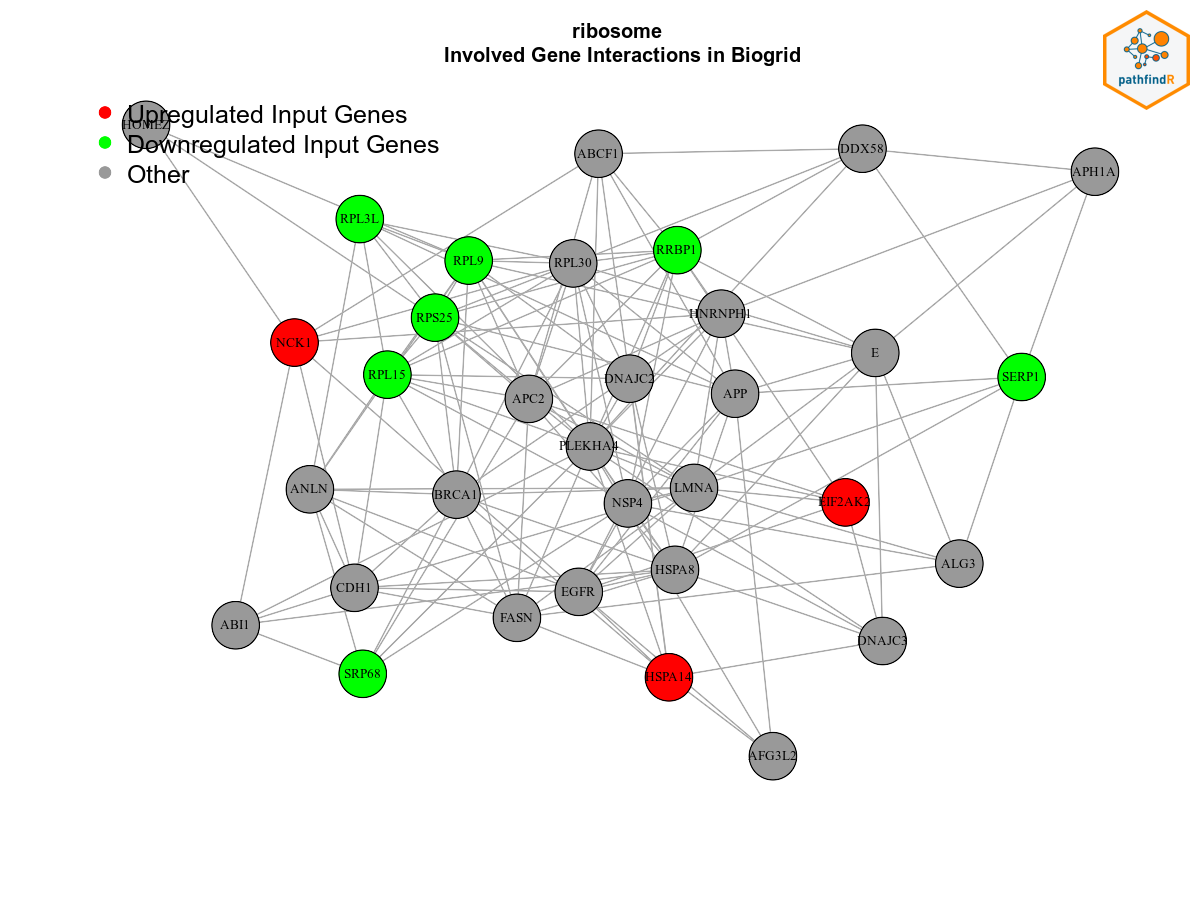 ribosome
Involved Gene Interactions in Biogrid
pathfindR
Upregulated Input Genes
Downregulated Input Genes
Other
HOMEZ
ABCF1
DDX58
APH1A
RPL3L
RPL9
RPL30
RRBP1
RPS25
HNRNPH1
NCK1
E
RPL15
DNAJC2
SERP1
APC2
APP
PLEKHA4
ANLN
BRCA1
NSP4
LMNA
EIF2AK2
HSPA8
ALG3
CDH1
EGFR
FASN
ABI1
DNAJC3
SRP68
HSPA14
AFG3L2